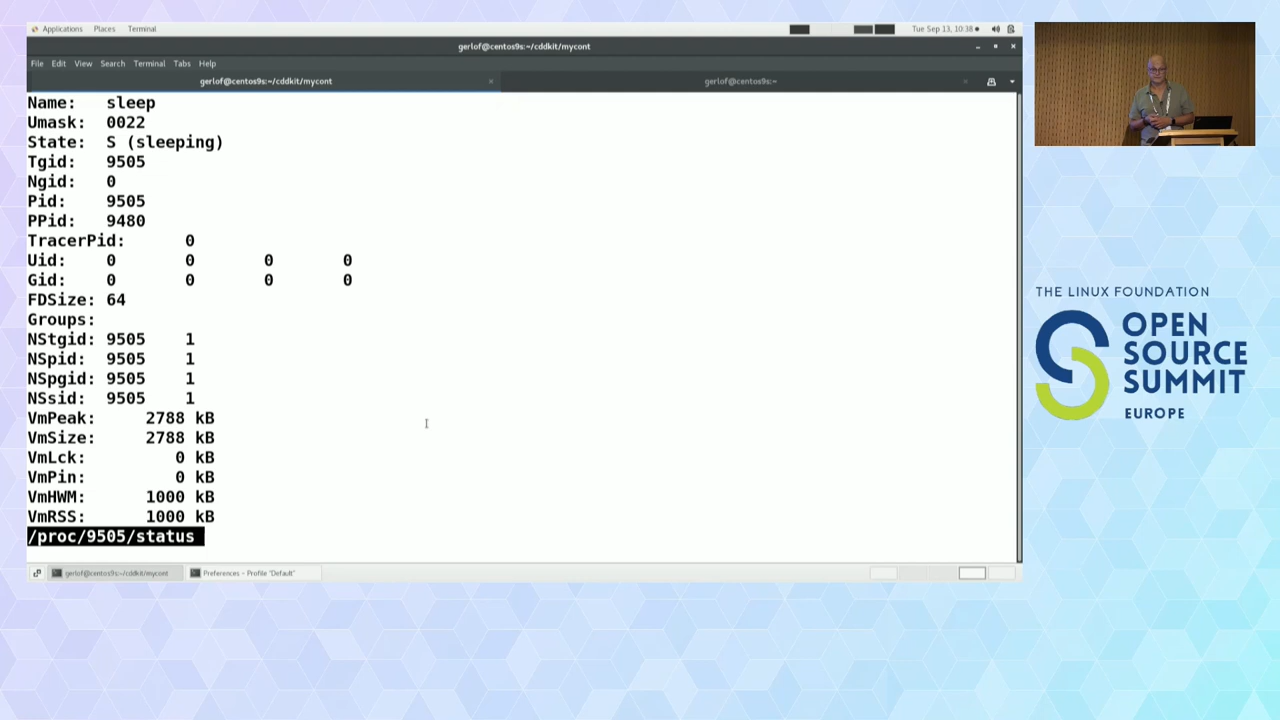 Applications Places Terminal
Tue Sep 13, 10:38
gerlof@centos9s:~/cddkit/mycont
File Edit View Search Terminal Tabs Help
gerlof@centos9s:~/cddkit/mycont
gerlof@centos9s:~
Name: sleep
Umask: 0022
State: S (sleeping)
Tgid: 9505
Ngid: 0
Pid: 9505
PPid: 9480
TracerPid: 0
Uid: 0 0 0 0
Gid: 0 0 0 0
FDSize: 64
Groups:
NStgid: 9505 1
NSpid: 9505 1
NSpgid: 9505 1
NSsid: 9505 1
VmPeak: 2788 kB
VmSize: 2788 kB
VmLck: 0 kB
VmPin: 0 kB
VmHWM: 1000 kB
VmRSS: 1000 kB
/proc/9505/status
gerlof@centos9s:~/cddkit/mycont
Preferences – Profile "Default"
THE LINUX FOUNDATION
OPEN
SOURCE
SUMMIT
EUROPE